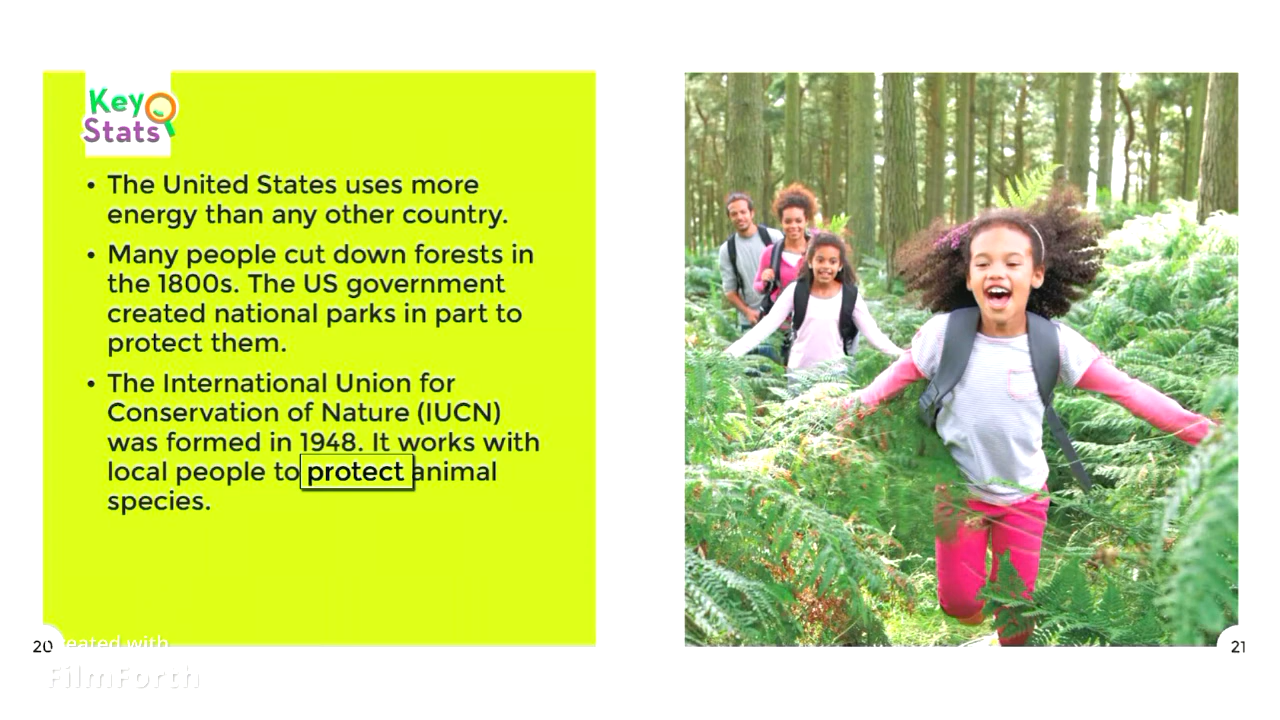 Key
Stats
• The United States uses more
energy than any other country.
• Many people cut down forests in
the 1800s. The US government
created national parks in part to
protect them.
• The International Union for
Conservation of Nature (IUCN)
was formed in 1948. It works with
local people to protect animal
species.
20
eated with
FilmForth
21